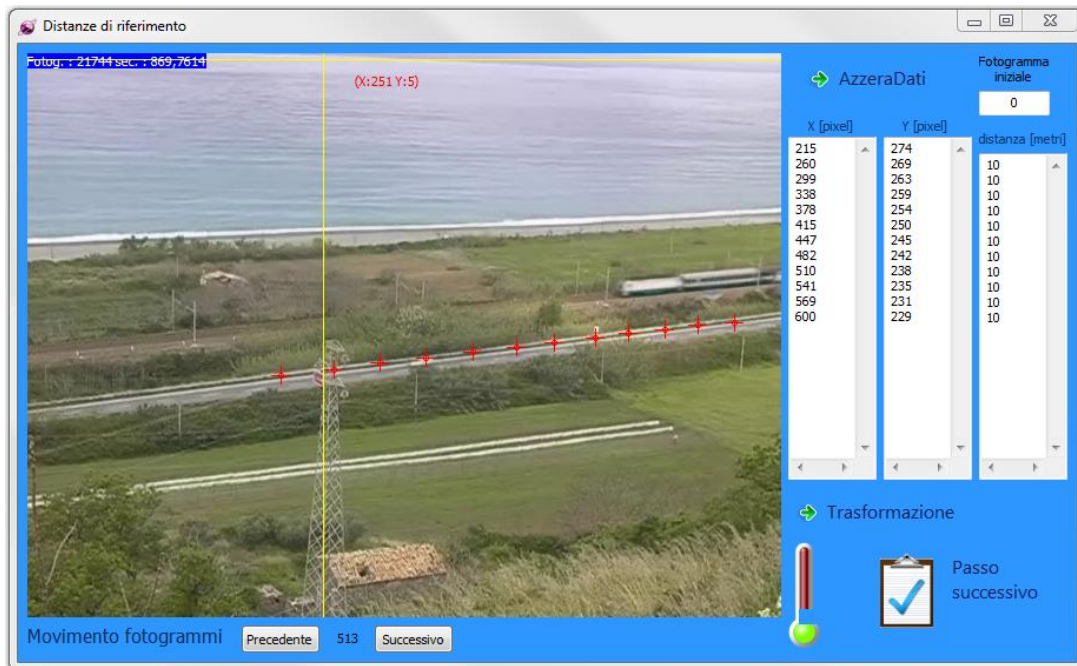 Distanze di riferimento
Fotog. : 21744 sec. : 869,7614
(X:251 Y:5)
AzzeraDati
Fotogramma
iniziale
0
X [pixel]
Y [pixel]
distanza [metri]
215 274 10
260 269 10
299 263 10
338 259 10
378 254 10
415 250 10
447 245 10
482 242 10
510 238 10
541 235 10
569 231 10
600 229
Trasformazione
Passo
successivo
Movimento fotogrammi
Precedente
513
Successivo